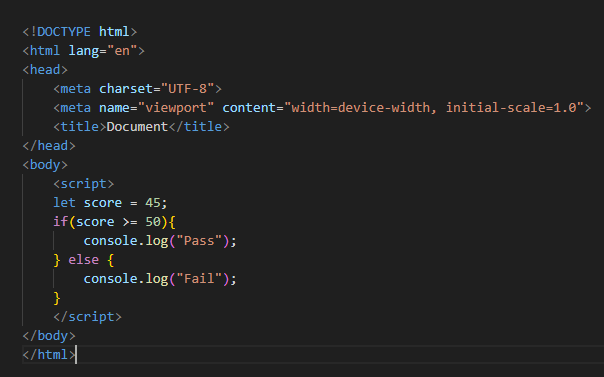 <!DOCTYPE html>
<html lang="en">
<head>
    <meta charset="UTF-8">
    <meta name="viewport" content="width=device-width, initial-scale=1.0">
    <title>Document</title>
</head>
<body>
    <script>
    let score = 45;
    if(score >= 50){
        console.log("Pass");
    } else {
        console.log("Fail");
    }
    </script>
</body>
</html>